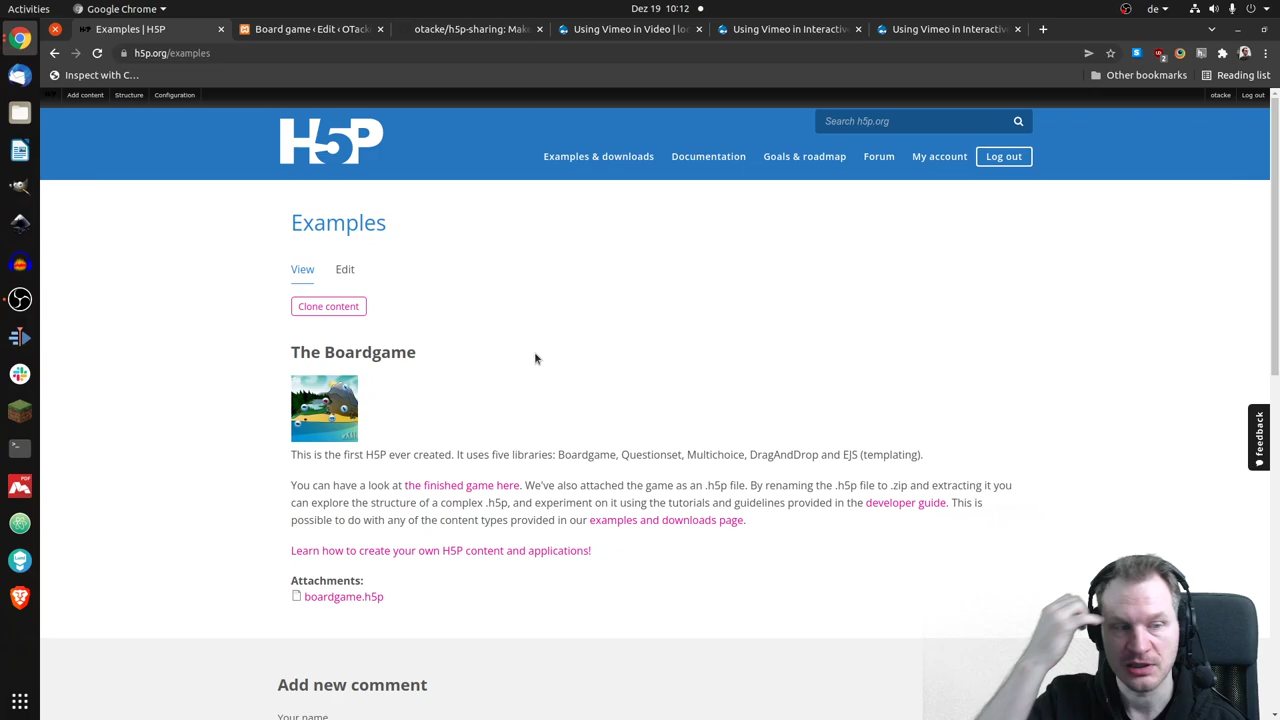 Activities
Google Chrome
Dez 19 10:12
de
Examples | H5P
Board game ‹ Edit ‹ OTack
otacke/h5p-sharing: Make
Using Vimeo in Video | loc
Using Vimeo in Interactive
Using Vimeo in Interactive
h5p.org/examples
Inspect with C...
Other bookmarks
Reading list
Add content
Structure
Configuration
otacke
Log out
H5P
Search h5p.org
Examples & downloads
Documentation
Goals & roadmap
Forum
My account
Log out
Examples
View
Edit
Clone content
The Boardgame
This is the first H5P ever created. It uses five libraries: Boardgame, Questionset, Multichoice, DragAndDrop and EJS (templating).
You can have a look at the finished game here. We've also attached the game as an .h5p file. By renaming the .h5p file to .zip and extracting it you
can explore the structure of a complex .h5p, and experiment on it using the tutorials and guidelines provided in the developer guide. This is
possible to do with any of the content types provided in our examples and downloads page.
Learn how to create your own H5P content and applications!
Attachments:
boardgame.h5p
feedback
Add new comment
Your name